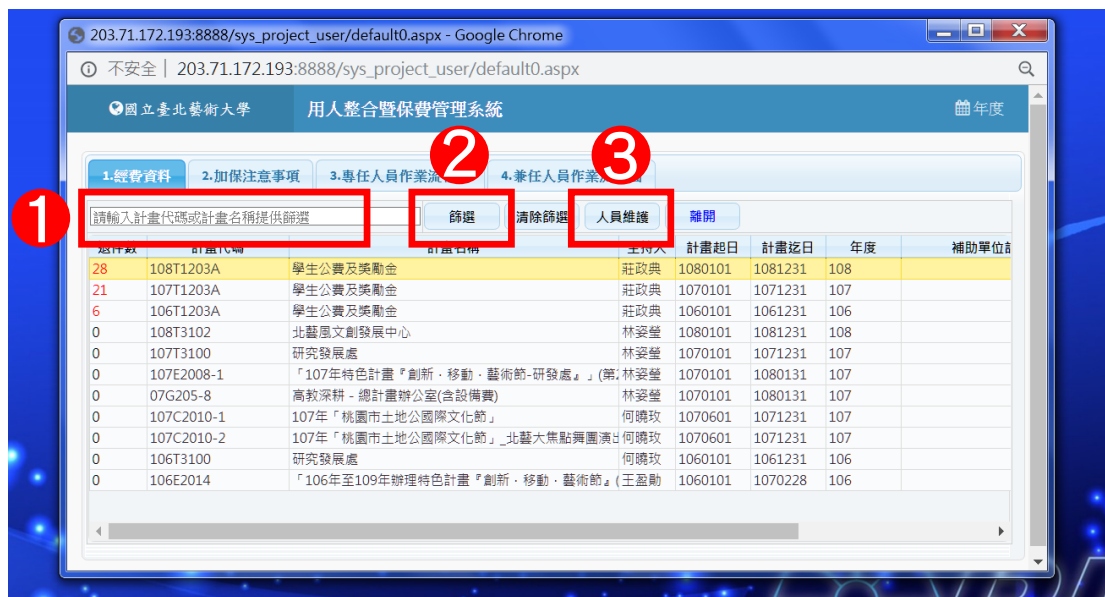 203.71.172.193:8888/sys_project_user/default0.aspx - Google Chrome
不安全 | 203.71.172.193:8888/sys_project_user/default0.aspx
國立臺北藝術大學 用人整合暨保費管理系統 年度
1.經費資料 2.加保注意事項 3.專任人員作業流 4.兼任人員作業流
1 2 3
請輸入計畫代碼或計畫名稱提供篩選 篩選 清除篩選 人員維護 離開
退件數 計畫代碼 計畫名稱 主持人 計畫起日 計畫迄日 年度 補助單位計
28 108T1203A 學生公費及獎勵金 莊政典 1080101 1081231 108
21 107T1203A 學生公費及獎勵金 莊政典 1070101 1071231 107
6 106T1203A 學生公費及獎勵金 莊政典 1060101 1061231 106
0 108T3102 北藝風文創發展中心 林姿瑩 1080101 1081231 108
0 107T3100 研究發展處 林姿瑩 1070101 1071231 107
0 107E2008-1 「107年特色計畫『創新‧移動‧藝術節-研發處』」(第 林姿瑩 1070101 1080131 107
0 07G205-8 高教深耕 - 總計畫辦公室(含設備費) 林姿瑩 1070101 1080131 107
0 107C2010-1 107年「桃園市土地公國際文化節」 何曉玫 1070601 1071231 107
0 107C2010-2 107年「桃園市土地公國際文化節」_北藝大焦點舞團演出 何曉玫 1070601 1071231 107
0 106T3100 研究發展處 何曉玫 1060101 1061231 106
0 106E2014 「106年至109年辦理特色計畫『創新‧移動‧藝術節』( 王盈勛 1060101 1070228 106